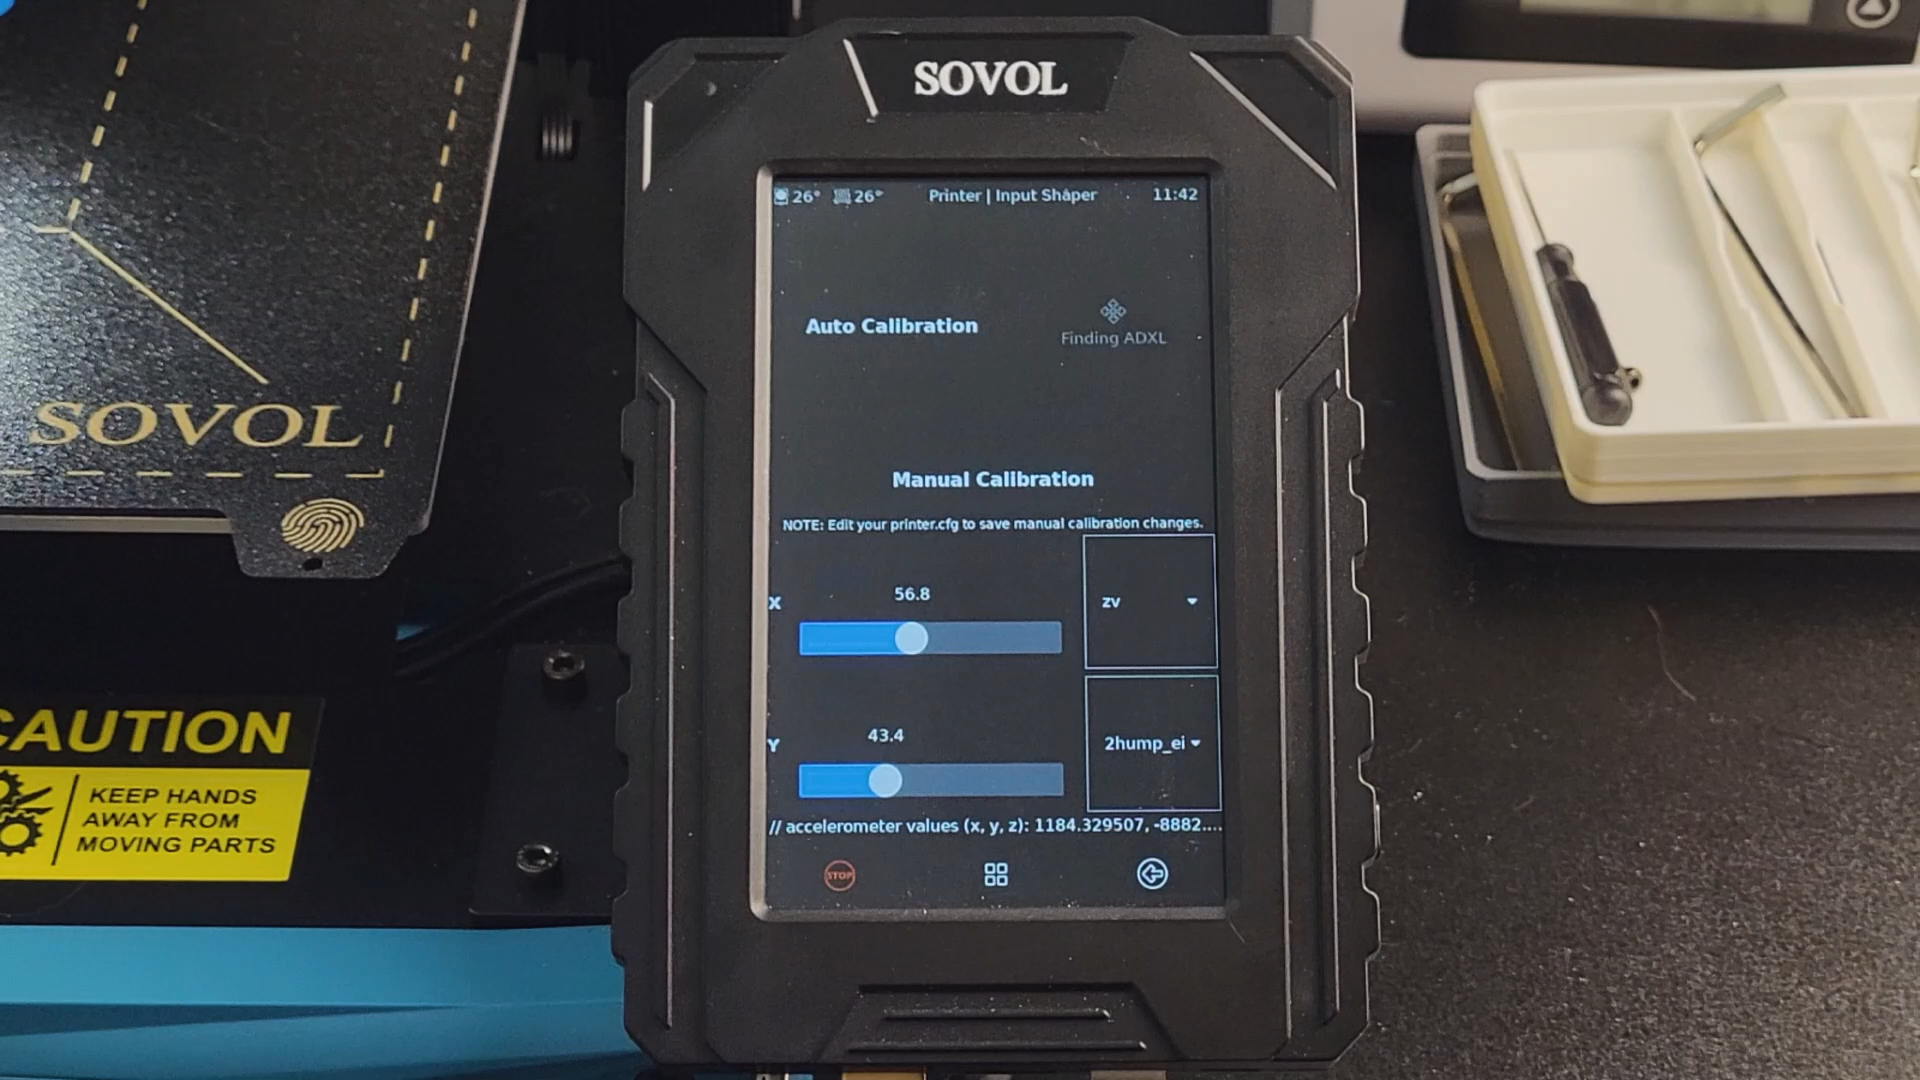 SOVOL
26° 26° Printer | Input Shaper 11:42
Auto Calibration
Finding ADXL
Manual Calibration
NOTE: Edit your printer.cfg to save manual calibration changes.
X 56.8 zv
Y 43.4 2hump_ei
// accelerometer values (x, y, z): 1184.329507, -8882....
STOP
SOVOL
CAUTION
KEEP HANDS
AWAY FROM
MOVING PARTS